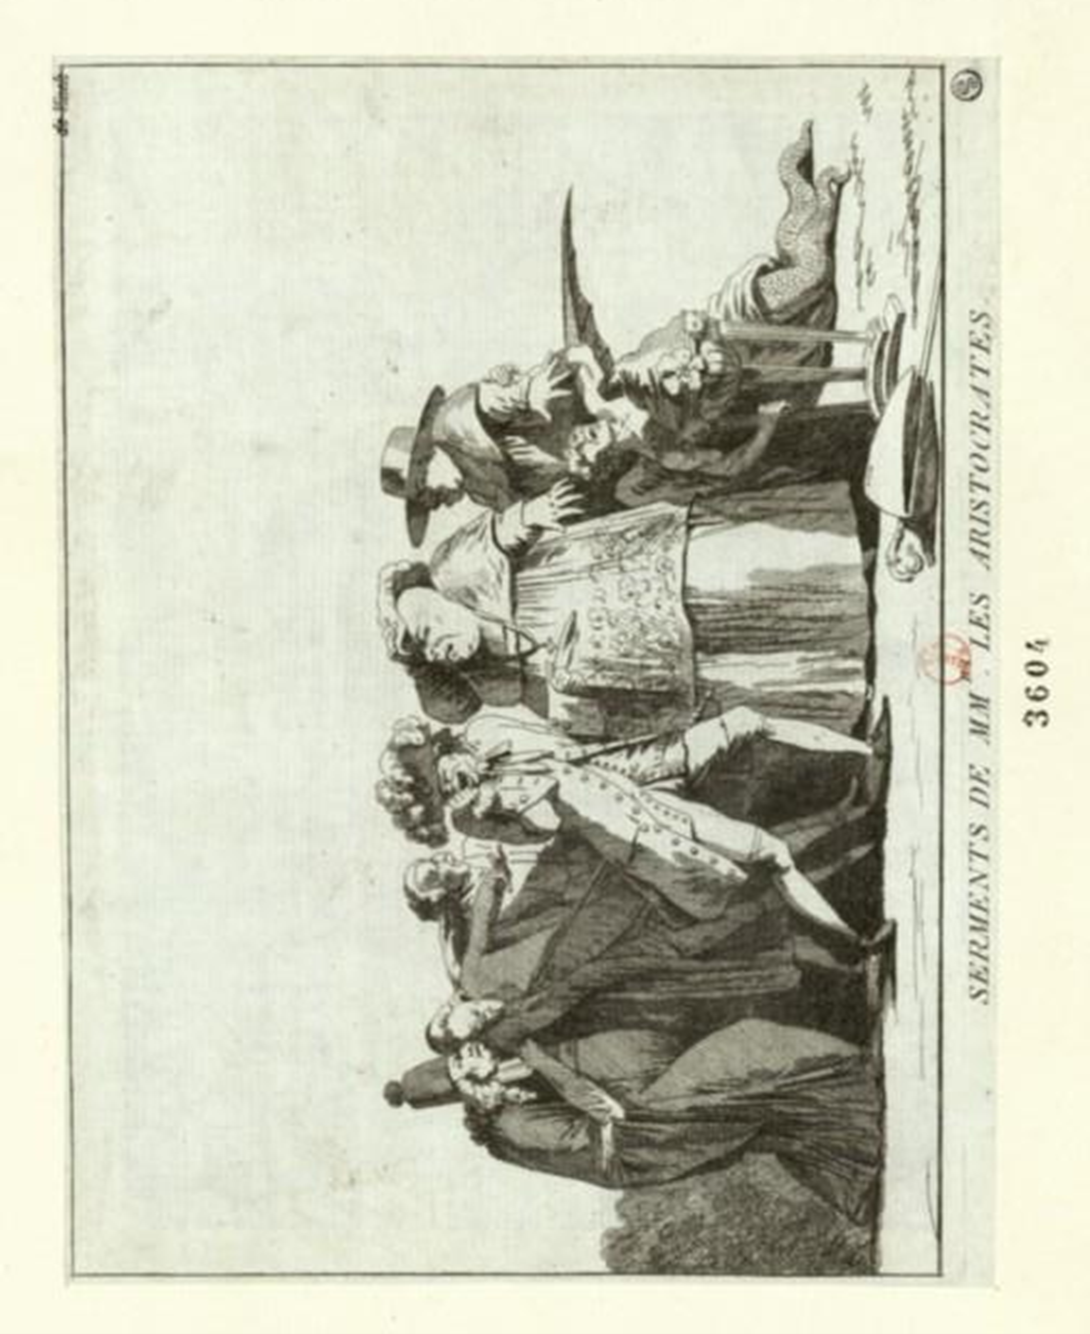 SERMENTS DE MM . LES ARISTOCRATES.
3604